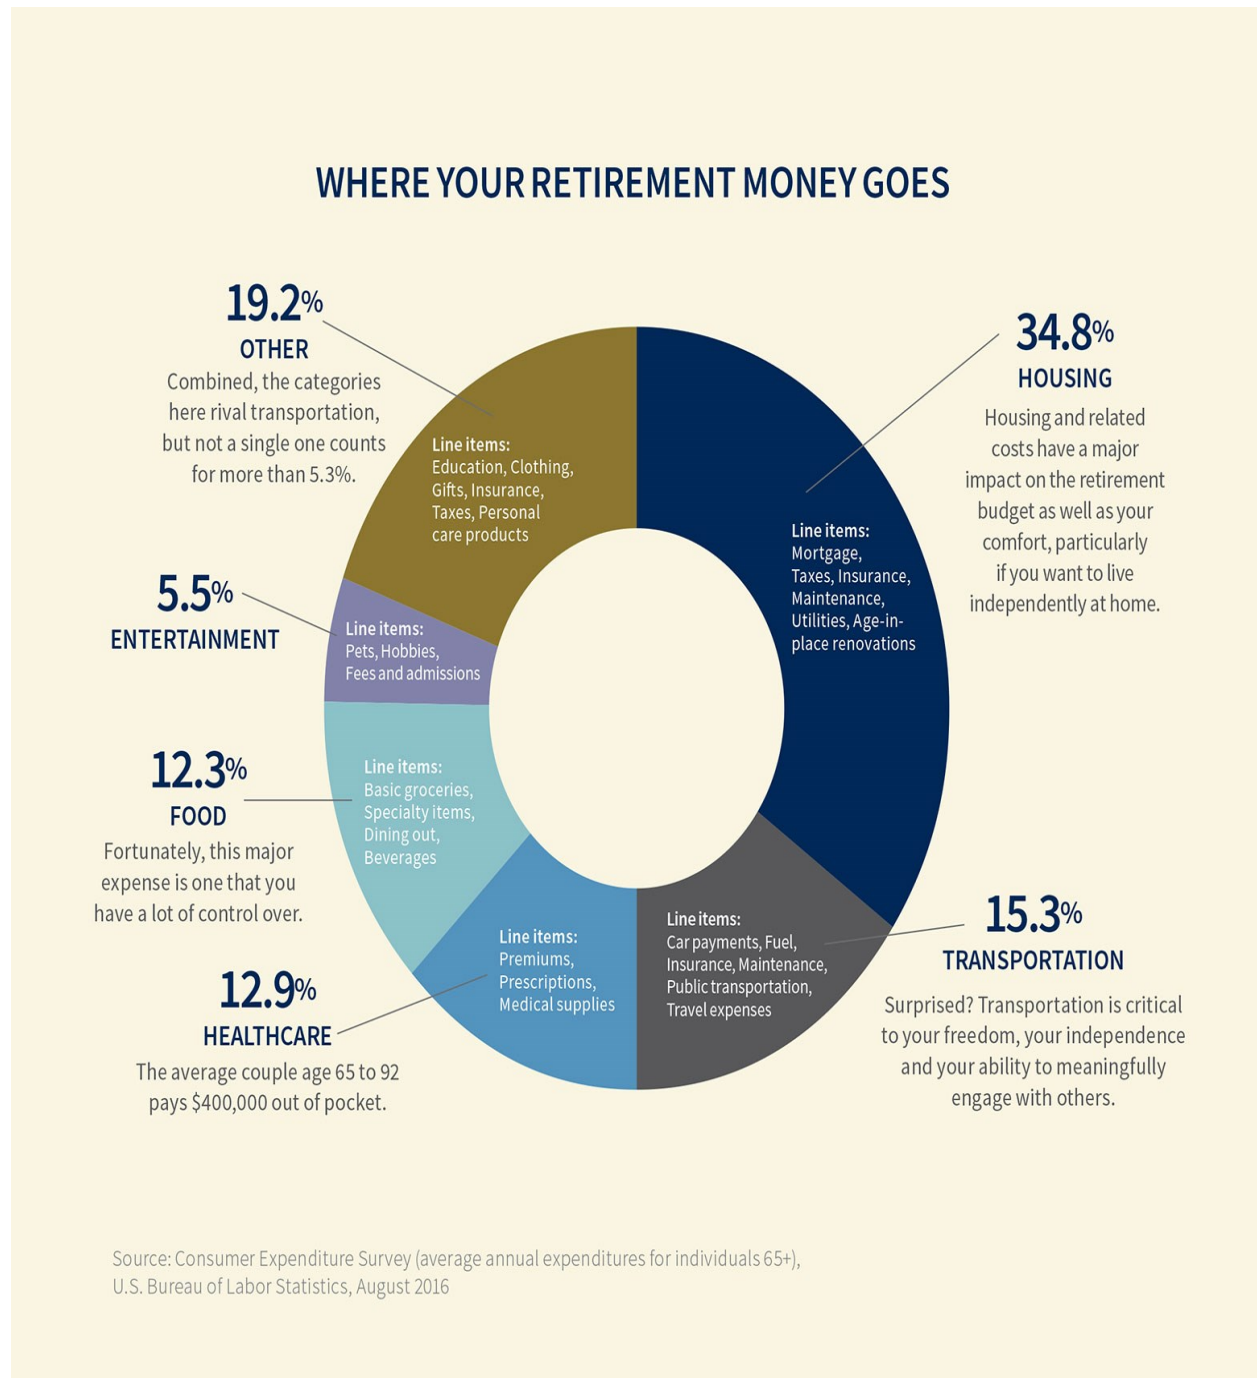 WHERE YOUR RETIREMENT MONEY GOES
19.2%
OTHER
Combined, the categories
here rival transportation,
but not a single one counts
for more than 5.3%.
Line items:
Education, Clothing,
Gifts, Insurance,
Taxes, Personal
care products
34.8%
HOUSING
Housing and related
costs have a major
impact on the retirement
budget as well as your
comfort, particularly
if you want to live
independently at home.
Line items:
Mortgage,
Taxes, Insurance,
Maintenance,
Utilities, Age-in-
place renovations
5.5%
ENTERTAINMENT
Line items:
Pets, Hobbies,
Fees and admissions
12.3%
FOOD
Fortunately, this major
expense is one that you
have a lot of control over.
Line items:
Basic groceries,
Specialty items,
Dining out,
Beverages
12.9%
HEALTHCARE
The average couple age 65 to 92
pays $400,000 out of pocket.
Line items:
Premiums,
Prescriptions,
Medical supplies
Line items:
Car payments, Fuel,
Insurance, Maintenance,
Public transportation,
Travel expenses
15.3%
TRANSPORTATION
Surprised? Transportation is critical
to your freedom, your independence
and your ability to meaningfully
engage with others.
Source: Consumer Expenditure Survey (average annual expenditures for individuals 65+),
U.S. Bureau of Labor Statistics, August 2016